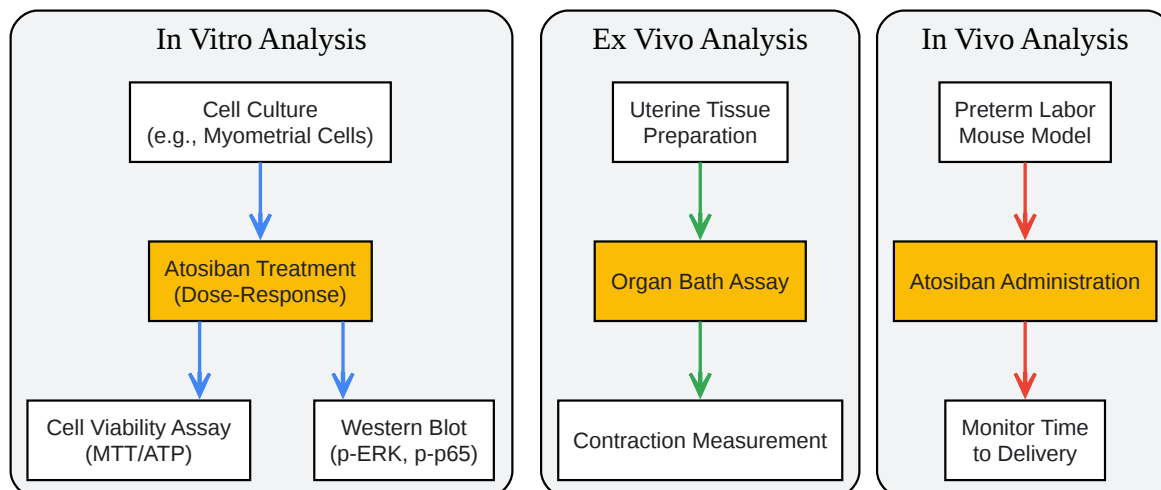 In Vitro Analysis
Cell Culture
(e.g., Myometrial Cells)
Atosiban Treatment
(Dose-Response)
Cell Viability Assay
(MTT/ATP)
Western Blot
(p-ERK, p-p65)
Ex Vivo Analysis
Uterine Tissue
Preparation
Organ Bath Assay
Contraction Measurement
In Vivo Analysis
Preterm Labor
Mouse Model
Atosiban Administration
Monitor Time
to Delivery